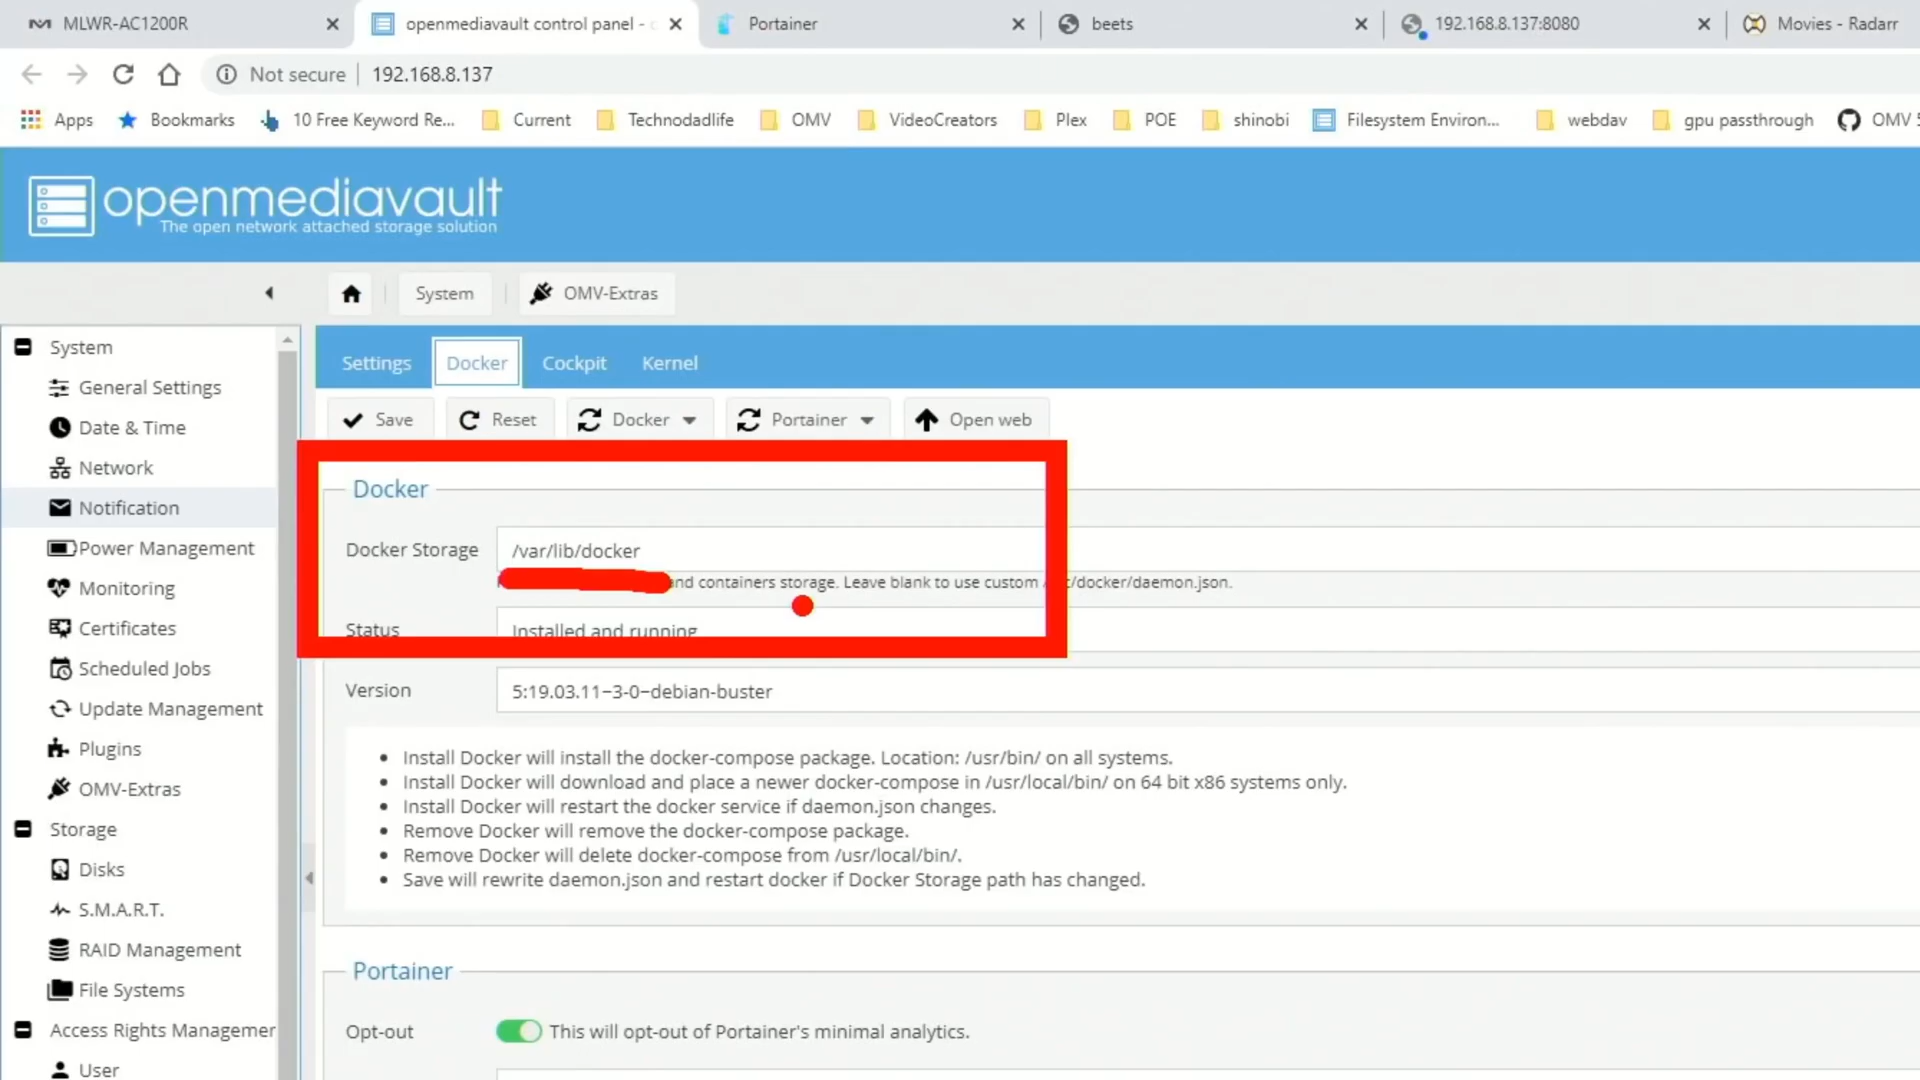 MLWR-AC1200R
openmediavault control panel -
Portainer
beets
192.168.8.137:8080
Movies - Radarr
Not secure
192.168.8.137
Apps
Bookmarks
10 Free Keyword Re...
Current
Technodadlife
OMV
VideoCreators
Plex
POE
shinobi
Filesystem Environ...
webdav
gpu passthrough
OMV 5
openmediavault
The open network attached storage solution
System
OMV-Extras
System
General Settings
Date & Time
Network
Notification
Power Management
Monitoring
Certificates
Scheduled Jobs
Update Management
Plugins
OMV-Extras
Storage
Disks
S.M.A.R.T.
RAID Management
File Systems
Access Rights Managemen
User
Settings
Docker
Cockpit
Kernel
Save
Reset
Docker
Portainer
Open web
Docker
Docker Storage
/var/lib/docker
and containers storage. Leave blank to use custom /docker/daemon.json.
Status
Installed and running
Version
5:19.03.11~3-0~debian-buster
• Install Docker will install the docker-compose package. Location: /usr/bin/ on all systems.
• Install Docker will download and place a newer docker-compose in /usr/local/bin/ on 64 bit x86 systems only.
• Install Docker will restart the docker service if daemon.json changes.
• Remove Docker will remove the docker-compose package.
• Remove Docker will delete docker-compose from /usr/local/bin/.
• Save will rewrite daemon.json and restart docker if Docker Storage path has changed.
Portainer
Opt-out
This will opt-out of Portainer's minimal analytics.